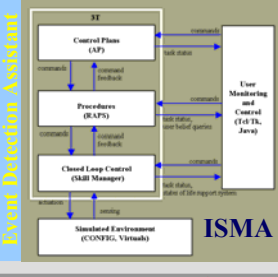 Event Detection Assistant
3T
Control Plans
(AP)
commands
task status
commands
command
feedback
User
Monitoring
and
Control
(Tcl/Tk,
Java)
Procedures
(RAPS)
commands
task status,
user belief queries
commands
command
feedback
Closed Loop Control
(Skill Manager)
commands
task status,
status of life support system
actuation
sensing
Simulated Environment
(CONFIG, Virtuals)
ISMA